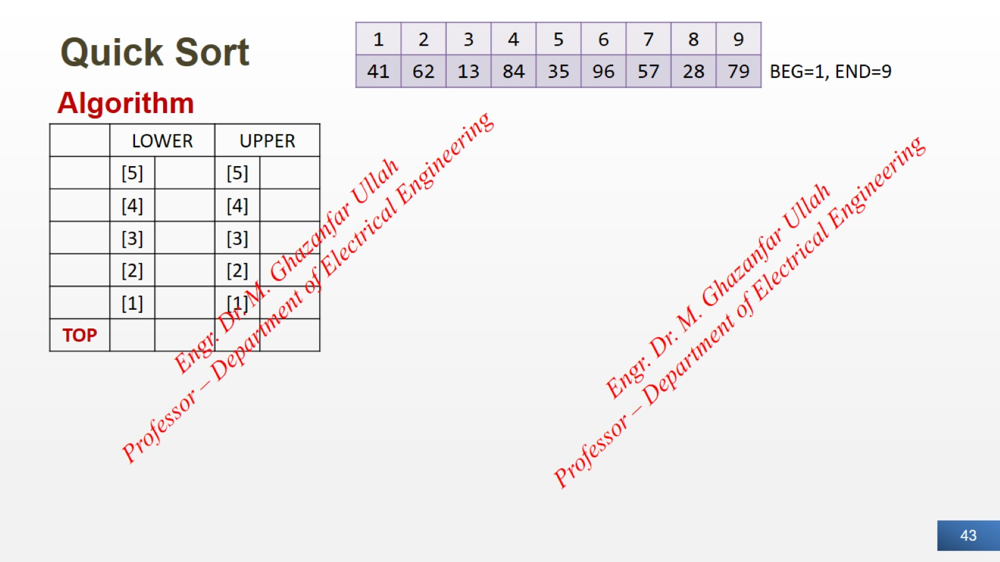 Quick Sort
1 2 3 4 5 6 7 8 9
41 62 13 84 35 96 57 28 79 BEG=1, END=9
Algorithm
LOWER UPPER
[5] [5]
[4] [4]
[3] [3]
[2] [2]
[1] [1]
TOP
Engr. Dr. M. Ghazanfar Ullah
Professor – Department of Electrical Engineering
Engr. Dr. M. Ghazanfar Ullah
Professor – Department of Electrical Engineering
43